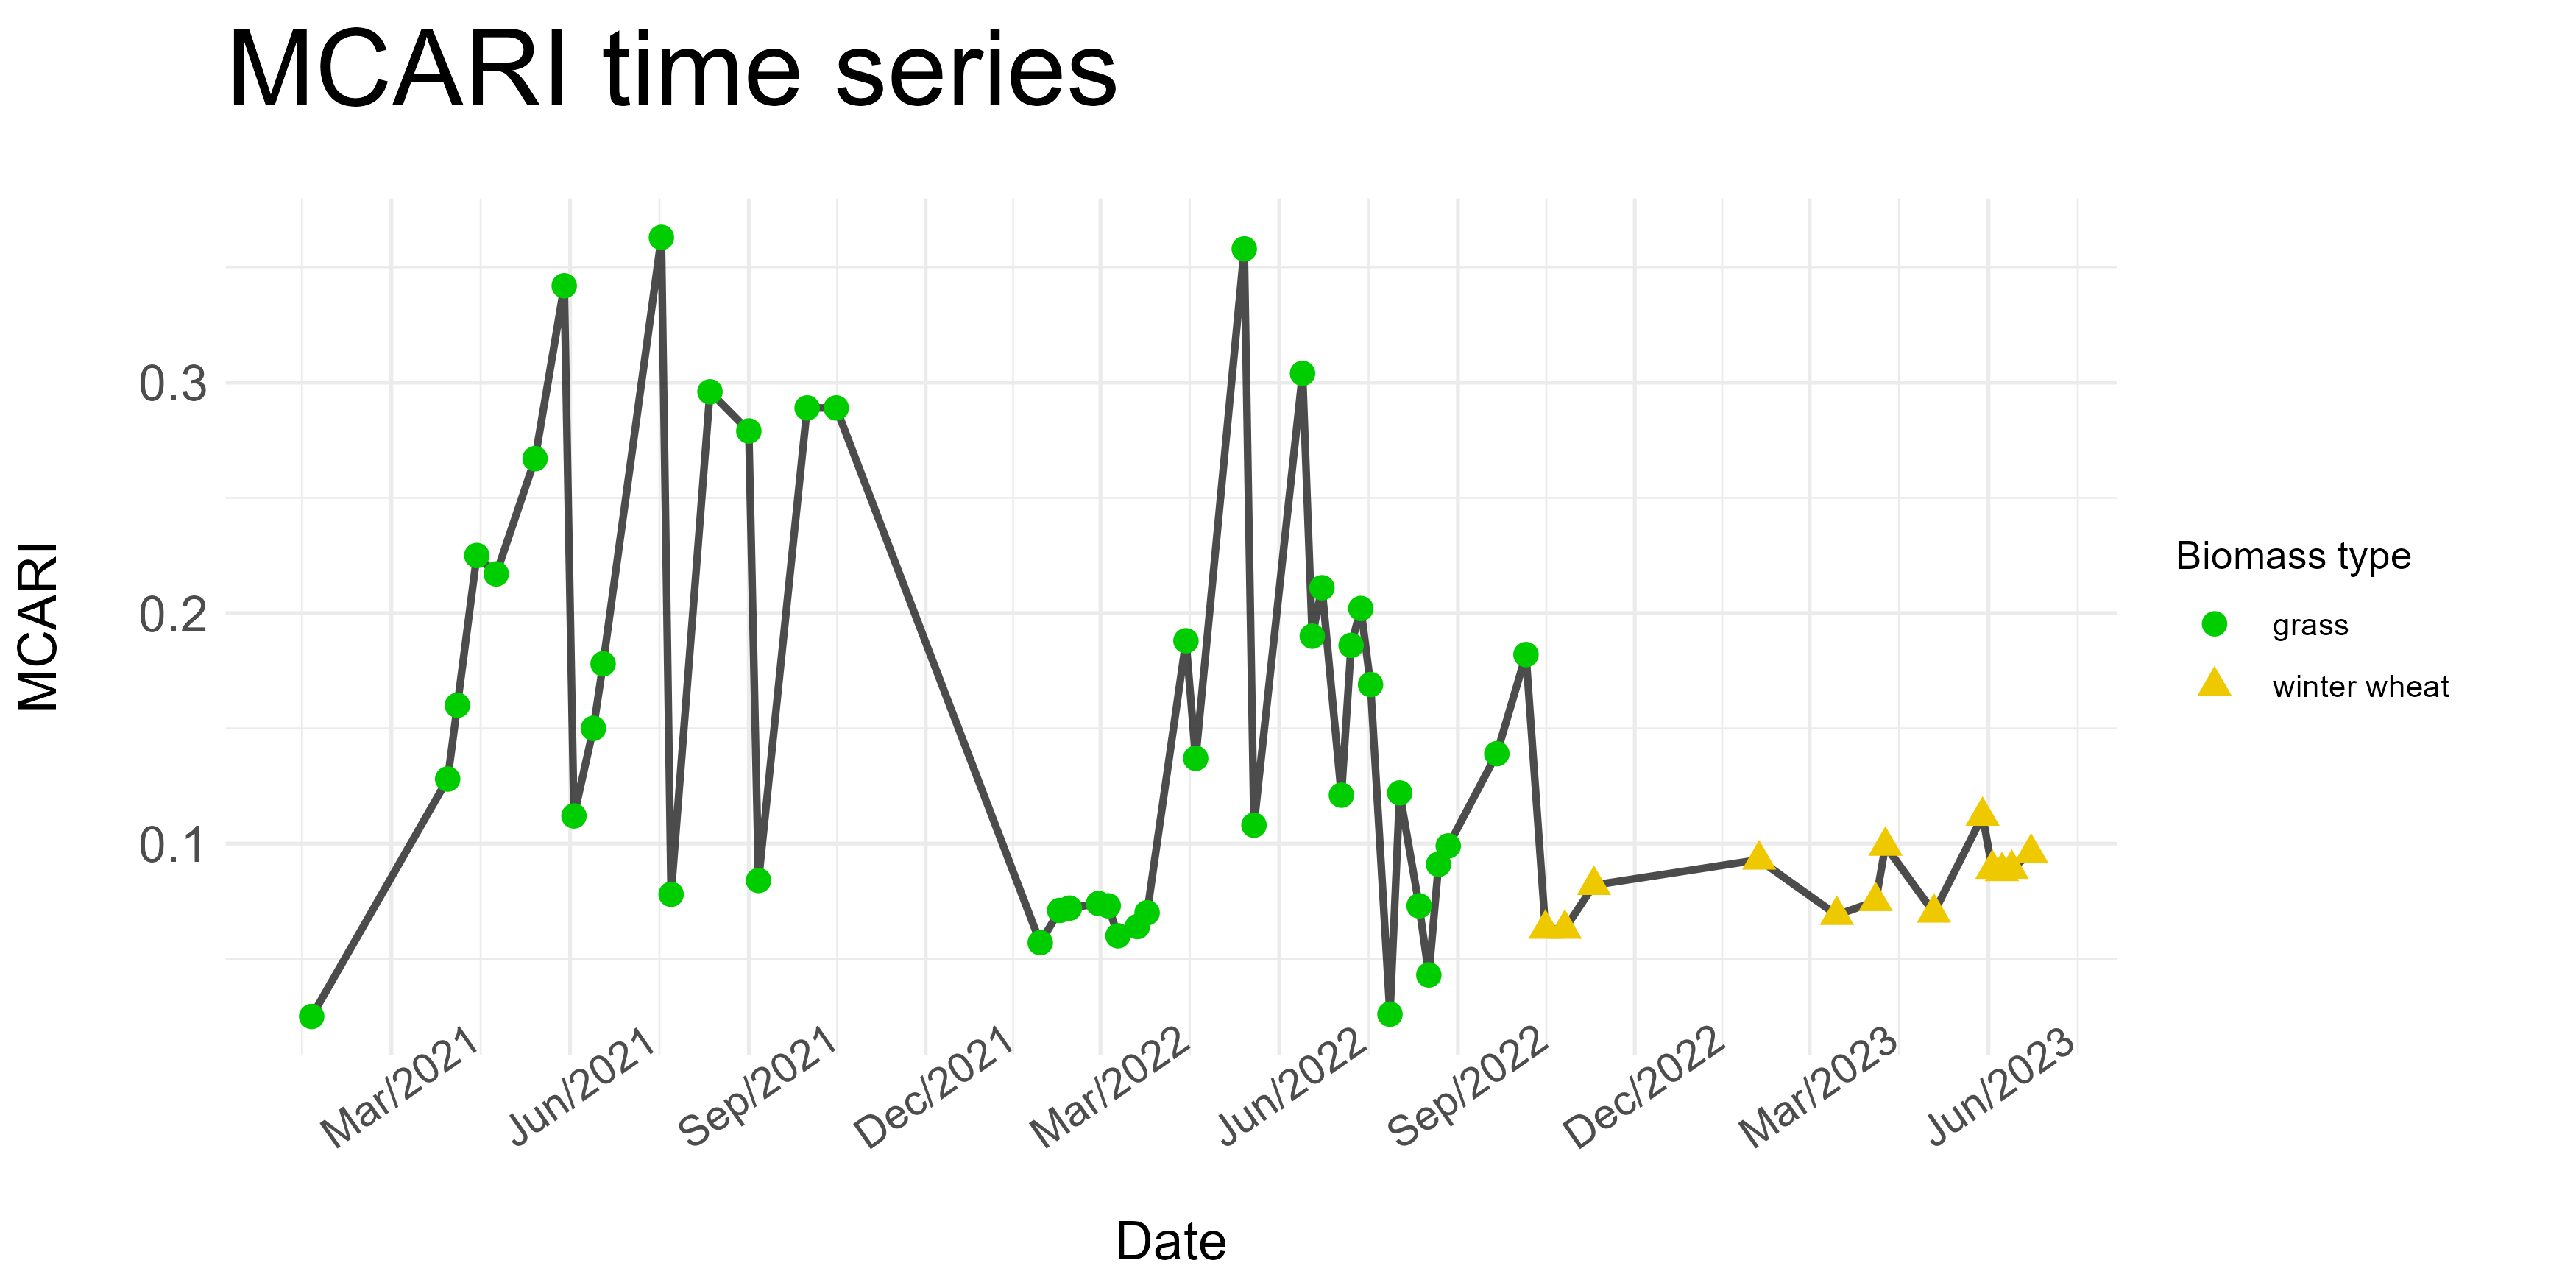 MCARI time series
MCARI
0.3
0.2
0.1
Mar/2021
Jun/2021
Sep/2021
Dec/2021
Mar/2022
Jun/2022
Sep/2022
Dec/2022
Mar/2023
Jun/2023
Date
Biomass type
grass
winter wheat